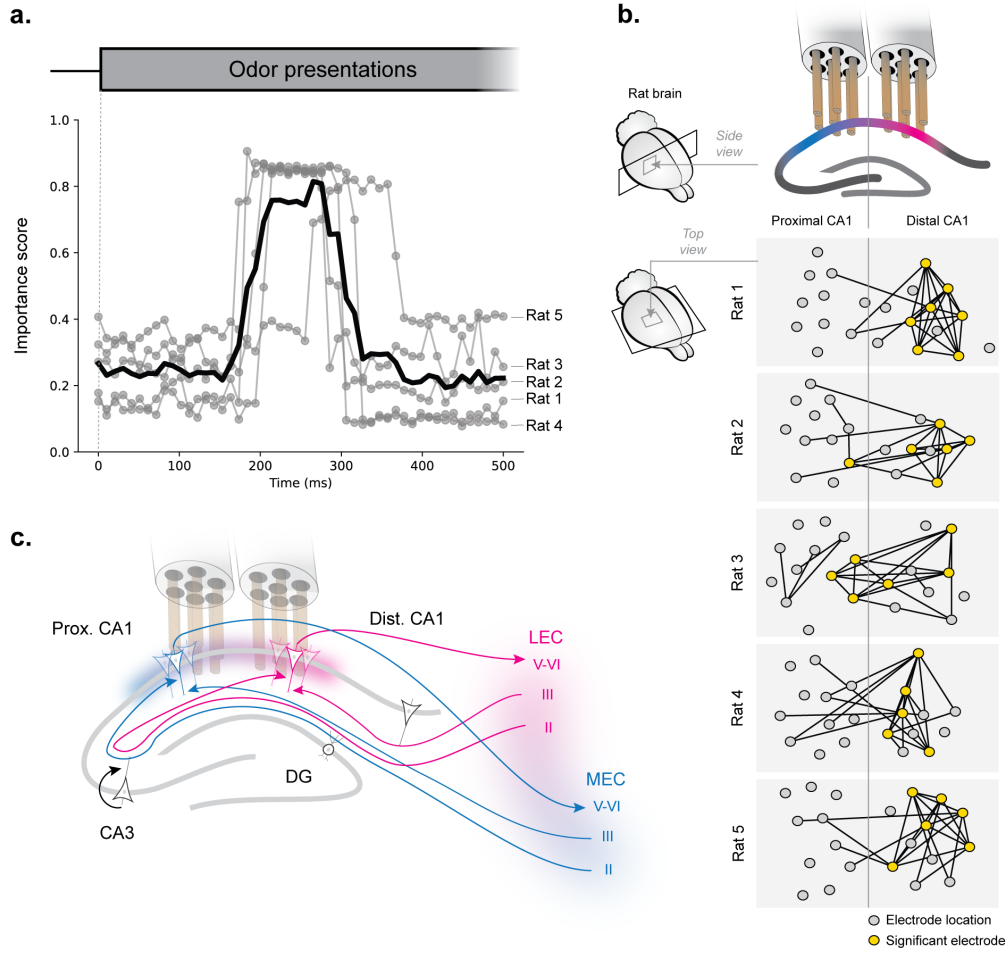 a.
Odor presentations
Importance score
1.0
0.8
0.6
0.4
0.2
0.0
0
100
200
300
400
500
Time (ms)
Rat 5
Rat 3
Rat 2
Rat 1
Rat 4
b.
Rat brain
Side
view
Top
view
Proximal CA1
Distal CA1
Rat 1
Rat 2
Rat 3
Rat 4
Rat 5
Electrode location
Significant electrode
c.
Prox. CA1
Dist. CA1
LEC
V-VI
III
II
MEC
V-VI
III
II
DG
CA3